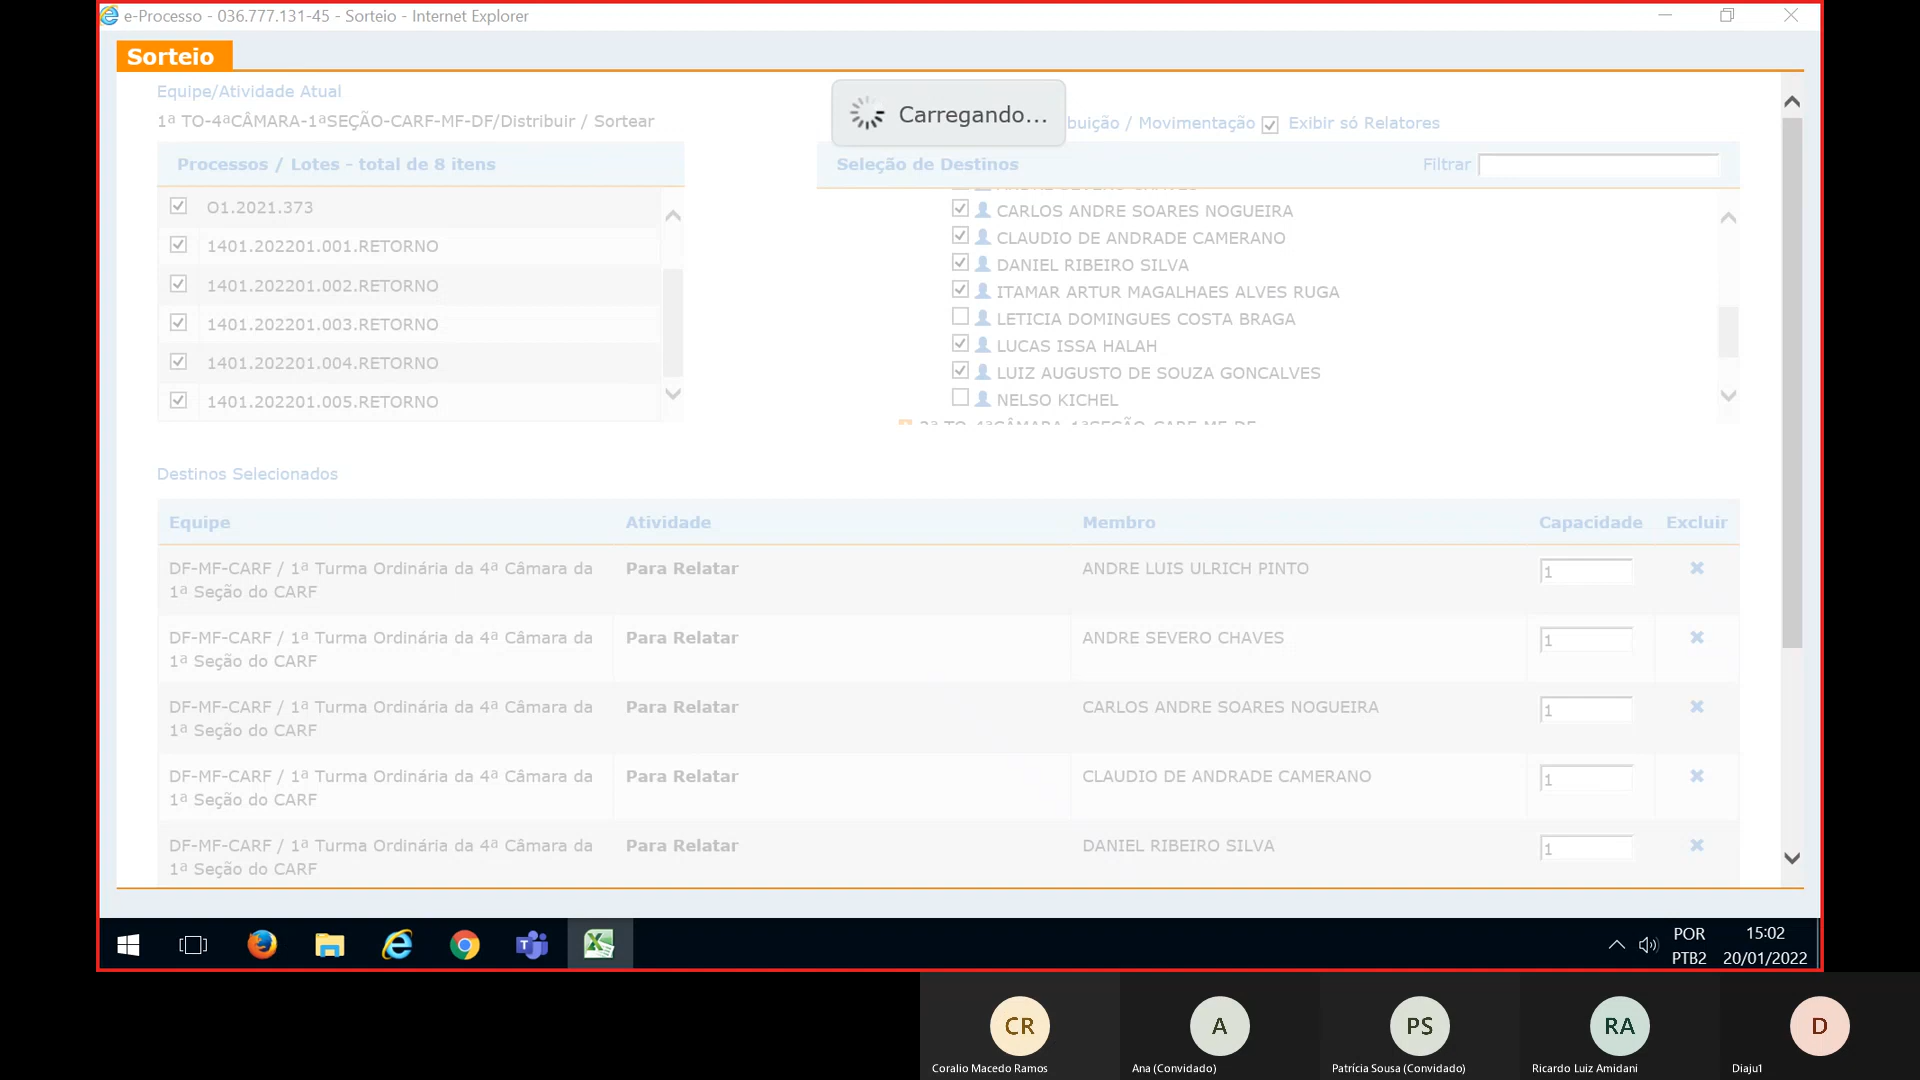 e-Processo - 036.777.131-45 - Sorteio - Internet Explorer
Sorteio
Equipe/Atividade Atual
1ª TO-4ªCÂMARA-1ªSEÇÃO-CARF-MF-DF/Distribuir / Sortear
Carregando...
buição / Movimentação Exibir só Relatores
Processos / Lotes - total de 8 itens
Seleção de Destinos
Filtrar
O1.2021.373
1401.202201.001.RETORNO
1401.202201.002.RETORNO
1401.202201.003.RETORNO
1401.202201.004.RETORNO
1401.202201.005.RETORNO
ANDRE SEVERO CHAVES
CARLOS ANDRE SOARES NOGUEIRA
CLAUDIO DE ANDRADE CAMERANO
DANIEL RIBEIRO SILVA
ITAMAR ARTUR MAGALHAES ALVES RUGA
LETICIA DOMINGUES COSTA BRAGA
LUCAS ISSA HALAH
LUIZ AUGUSTO DE SOUZA GONCALVES
NELSO KICHEL
2ª TO-4ªCÂMARA-1ªSEÇÃO-CARF-MF-DF
Destinos Selecionados
Equipe Atividade Membro Capacidade Excluir
DF-MF-CARF / 1ª Turma Ordinária da 4ª Câmara da Para Relatar ANDRE LUIS ULRICH PINTO 1
1ª Seção do CARF
DF-MF-CARF / 1ª Turma Ordinária da 4ª Câmara da Para Relatar ANDRE SEVERO CHAVES 1
1ª Seção do CARF
DF-MF-CARF / 1ª Turma Ordinária da 4ª Câmara da Para Relatar CARLOS ANDRE SOARES NOGUEIRA 1
1ª Seção do CARF
DF-MF-CARF / 1ª Turma Ordinária da 4ª Câmara da Para Relatar CLAUDIO DE ANDRADE CAMERANO 1
1ª Seção do CARF
DF-MF-CARF / 1ª Turma Ordinária da 4ª Câmara da Para Relatar DANIEL RIBEIRO SILVA 1
1ª Seção do CARF
POR 15:02
PTB2 20/01/2022
CR A PS RA D
Coralio Macedo Ramos Ana (Convidado) Patrícia Sousa (Convidado) Ricardo Luiz Amidani Diaju1